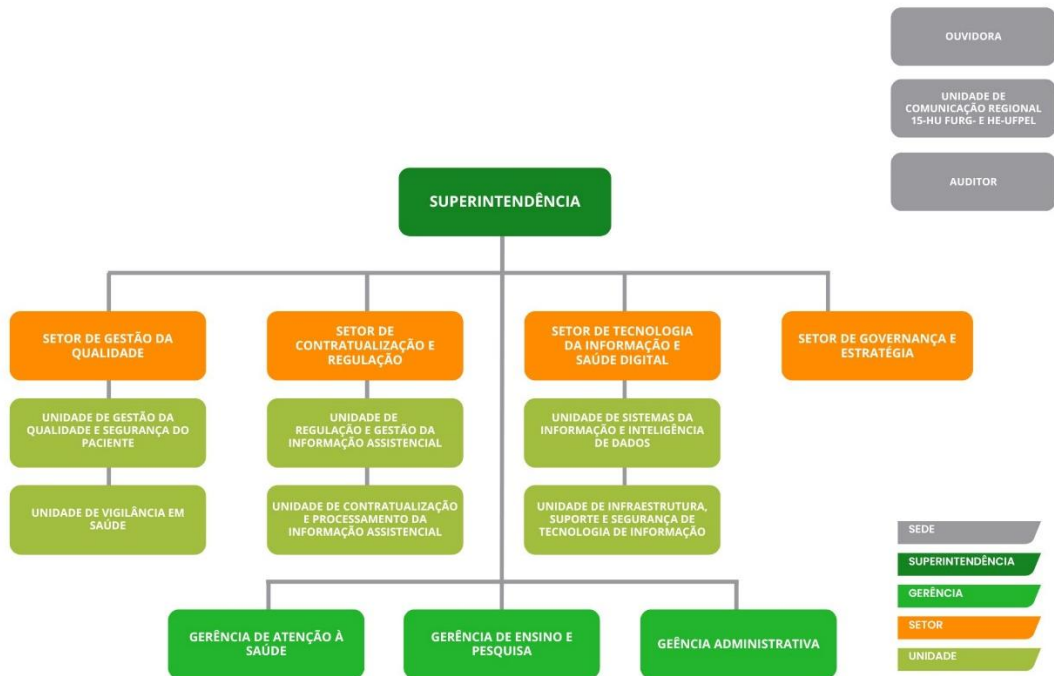 OUVIDORA
UNIDADE DE
COMUNICAÇÃO REGIONAL
15-HU FURG- E HE-UFPEL
AUDITOR
SUPERINTENDÊNCIA
SETOR DE GESTÃO DA
QUALIDADE
SETOR DE
CONTRATUALIZAÇÃO E
REGULAÇÃO
SETOR DE TECNOLOGIA
DA INFORMAÇÃO E
SAÚDE DIGITAL
SETOR DE GOVERNANÇA E
ESTRATÉGIA
UNIDADE DE GESTÃO DA
QUALIDADE E SEGURANÇA DO
PACIENTE
UNIDADE DE
REGULAÇÃO E GESTÃO DA
INFORMAÇÃO ASSISTENCIAL
UNIDADE DE SISTEMAS DA
INFORMAÇÃO E INTELIGÊNCIA
DE DADOS
UNIDADE DE VIGILÂNCIA EM
SAÚDE
UNIDADE DE CONTRATUALIZAÇÃO
E PROCESSAMENTO DA
INFORMAÇÃO ASSISTENCIAL
UNIDADE DE INFRAESTRUTURA,
SUPORTE E SEGURANÇA DE
TECNOLOGIA DE INFORMAÇÃO
GERÊNCIA DE ATENÇÃO À
SAÚDE
GERÊNCIA DE ENSINO E
PESQUISA
GEÊNCIA ADMINISTRATIVA
SEDE
SUPERINTENDÊNCIA
GERÊNCIA
SETOR
UNIDADE